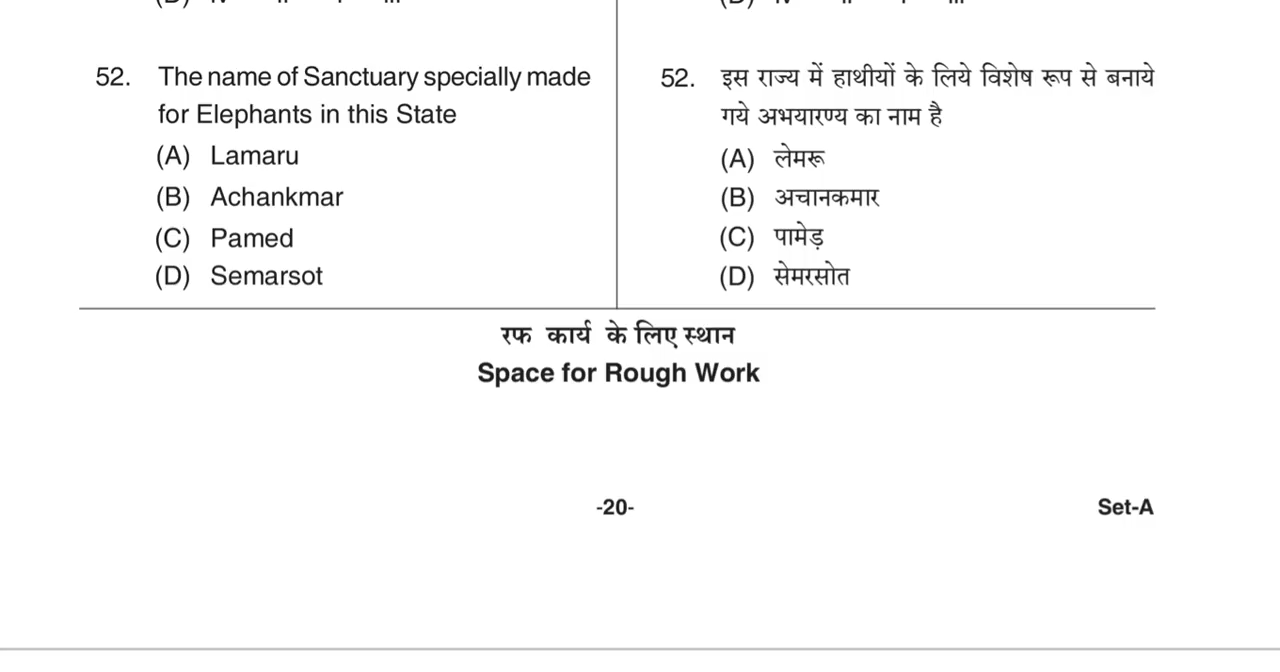 52. The name of Sanctuary specially made
for Elephants in this State
(A) Lamaru
(B) Achankmar
(C) Pamed
(D) Semarsot
52. इस राज्य में हाथीयों के लिये विशेष रूप से बनाये
गये अभयारण्य का नाम है
(A) लेमरू
(B) अचानकमार
(C) पामेड़
(D) सेमरसोत
रफ कार्य के लिए स्थान
Space for Rough Work
-20-
Set-A